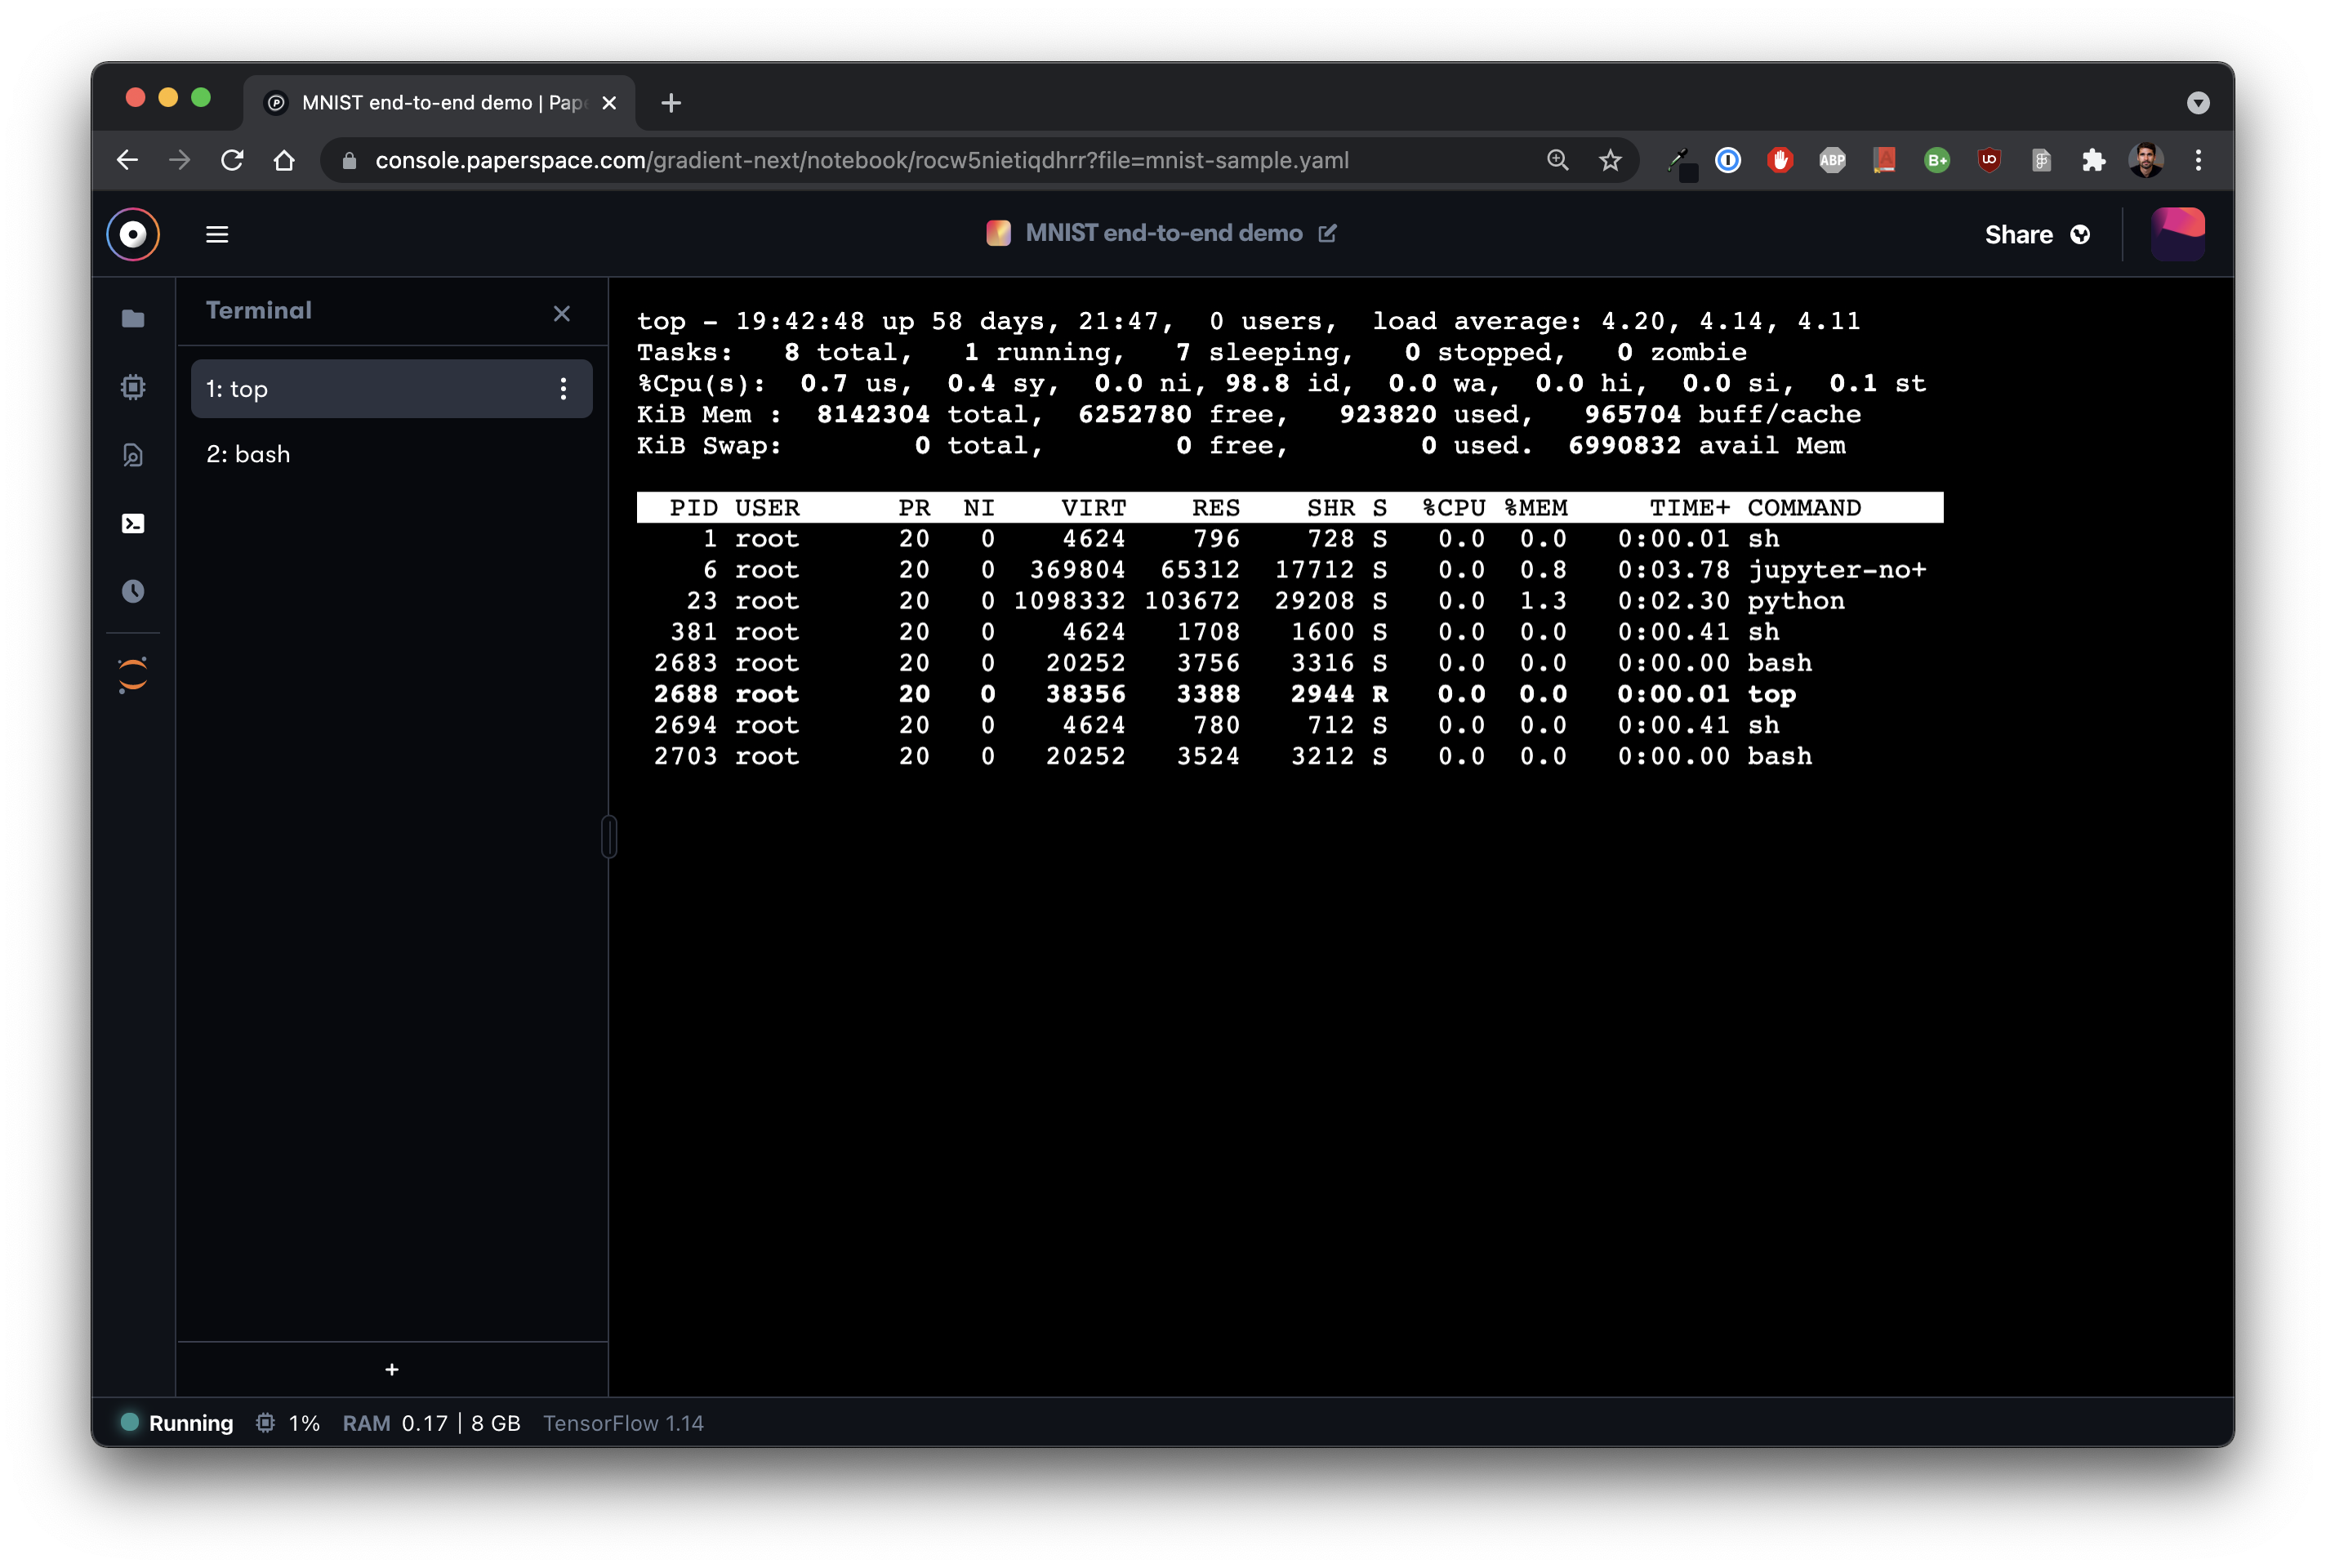 MNIST end-to-end demo | Pap
console.paperspace.com/gradient-next/notebook/rocw5nietiqdhrr?file=mnist-sample.yaml
ABP
B+
MNIST end-to-end demo
Share
Terminal
1: top
2: bash
top - 19:42:48 up 58 days, 21:47,  0 users,  load average: 4.20, 4.14, 4.11
Tasks:   8 total,   1 running,   7 sleeping,   0 stopped,   0 zombie
%Cpu(s):  0.7 us,  0.4 sy,  0.0 ni, 98.8 id,  0.0 wa,  0.0 hi,  0.0 si,  0.1 st
KiB Mem :  8142304 total,  6252780 free,   923820 used,   965704 buff/cache
KiB Swap:        0 total,        0 free,        0 used.  6990832 avail Mem
PID USER      PR  NI    VIRT    RES    SHR S  %CPU %MEM     TIME+ COMMAND
1 root      20   0    4624    796    728 S   0.0  0.0   0:00.01 sh
6 root      20   0  369804  65312  17712 S   0.0  0.8   0:03.78 jupyter-no+
23 root      20   0 1098332 103672  29208 S   0.0  1.3   0:02.30 python
381 root      20   0    4624   1708   1600 S   0.0  0.0   0:00.41 sh
2683 root      20   0   20252   3756   3316 S   0.0  0.0   0:00.00 bash
2688 root      20   0   38356   3388   2944 R   0.0  0.0   0:00.01 top
2694 root      20   0    4624    780    712 S   0.0  0.0   0:00.41 sh
2703 root      20   0   20252   3524   3212 S   0.0  0.0   0:00.00 bash
+
Running 1% RAM 0.17 | 8 GB TensorFlow 1.14